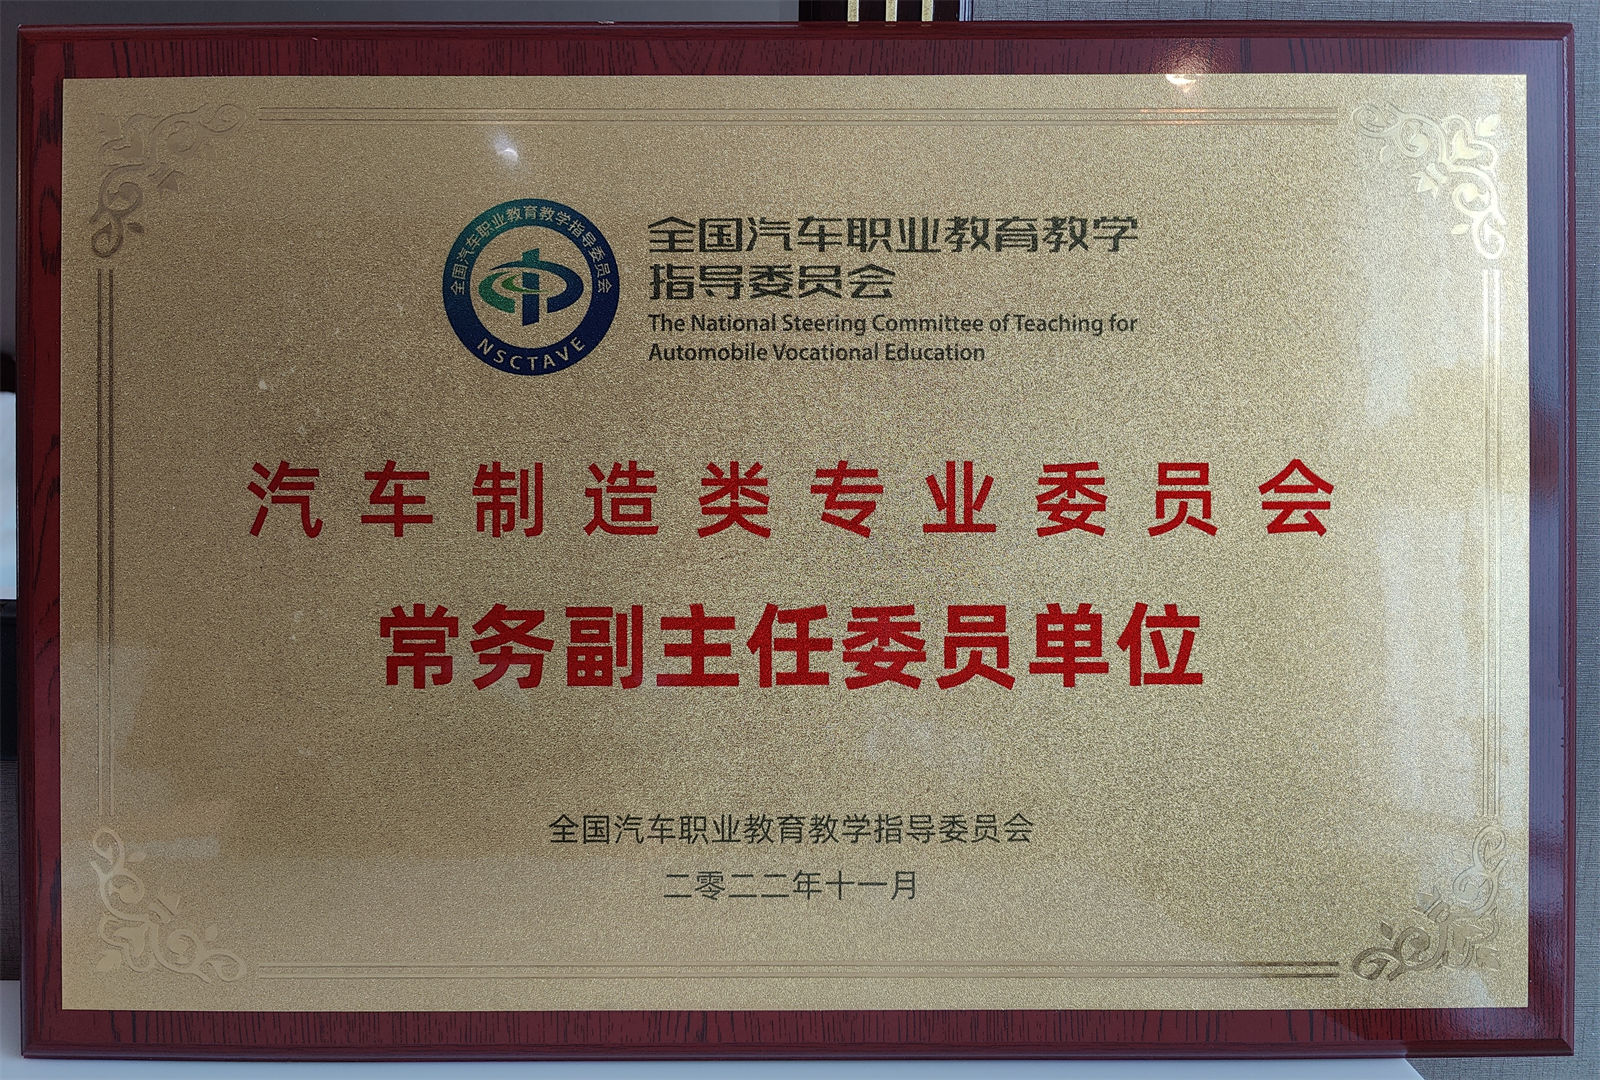 全国汽车职业教育教学指导委员会
NSCTAVE
全国汽车职业教育教学
指导委员会
The National Steering Committee of Teaching for
Automobile Vocational Education
汽车制造类专业委员会
常务副主任委员单位
全国汽车职业教育教学指导委员会
二零二二年十一月